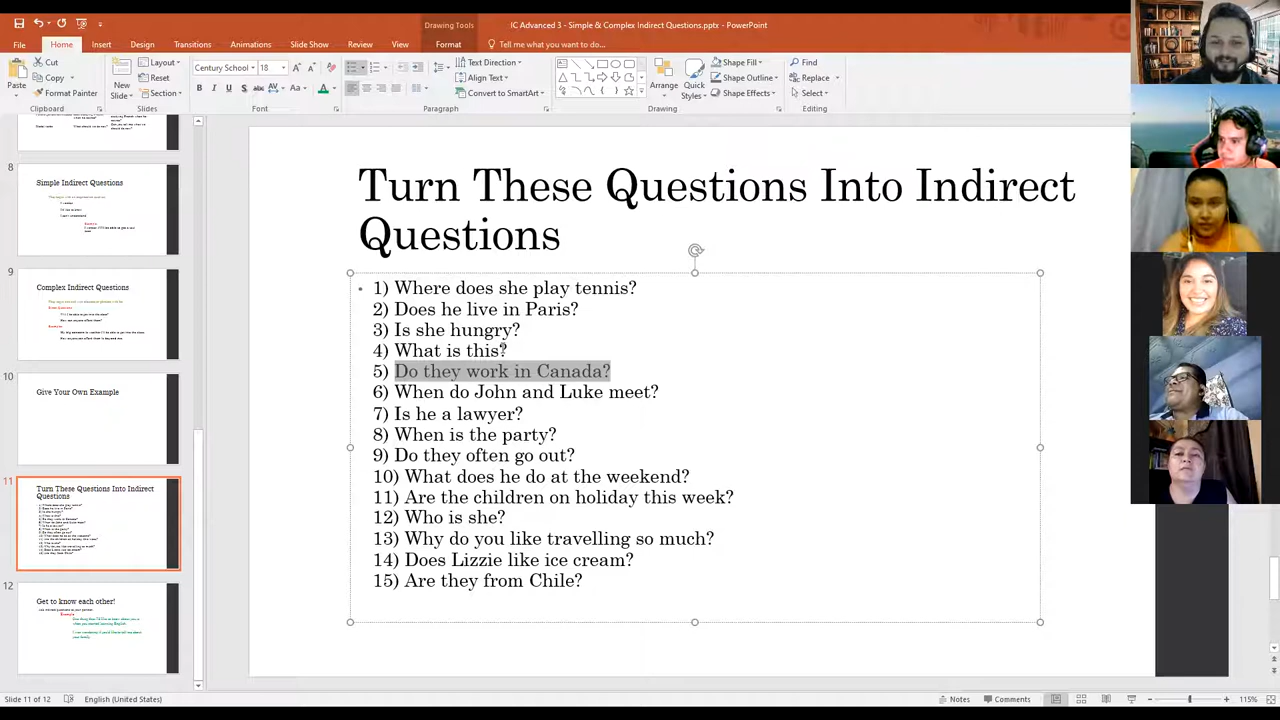 Drawing Tools
IC Advanced 3 - Simple & Complex Indirect Questions.pptx - PowerPoint
File Home Insert Design Transitions Animations Slide Show Review View Format Tell me what you want to do...
Paste
Cut
Copy
Format Painter
Clipboard
New Slide
Layout
Reset
Section
Slides
Century School 18
B I U S abc AV Aa A
Font
Text Direction
Align Text
Convert to SmartArt
Paragraph
Arrange
Quick Styles
Shape Fill
Shape Outline
Shape Effects
Drawing
Find
Replace
Select
Editing
8
Simple Indirect Questions
9
Complex Indirect Questions
10
Give Your Own Example
11
Turn These Questions Into Indirect
Questions
12
Get to know each other!
Turn These Questions Into Indirect
Questions
• 1) Where does she play tennis?
2) Does he live in Paris?
3) Is she hungry?
4) What is this?
5) Do they work in Canada?
6) When do John and Luke meet?
7) Is he a lawyer?
8) When is the party?
9) Do they often go out?
10) What does he do at the weekend?
11) Are the children on holiday this week?
12) Who is she?
13) Why do you like travelling so much?
14) Does Lizzie like ice cream?
15) Are they from Chile?
Slide 11 of 12 English (United States) Notes Comments 115%